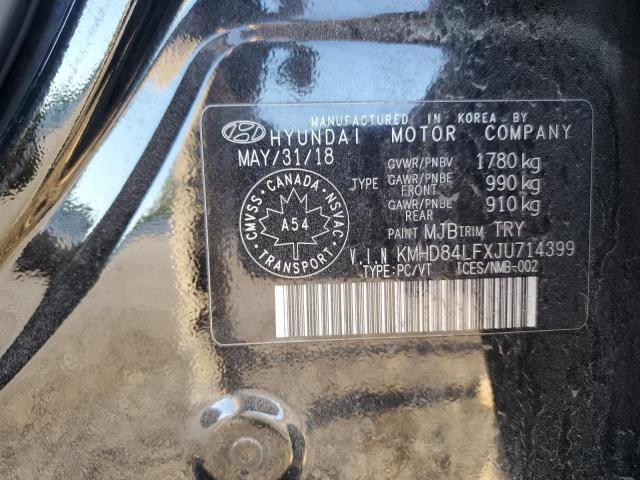 MANUFACTURED IN KOREA BY
HYUNDAI MOTOR COMPANY
MAY/31/18
GVWR/PNBV 1780 kg
TYPE GAWR/PNBE FRONT 990 kg
GAWR/PNBE REAR 910 kg
PAINT MJB TRIM TRY
V.I.N KMHD84LFXJU714399
TYPE:PC/VT ICES/NMB-002
CMVSS CANADA NSVAC
A54
TRANSPORT